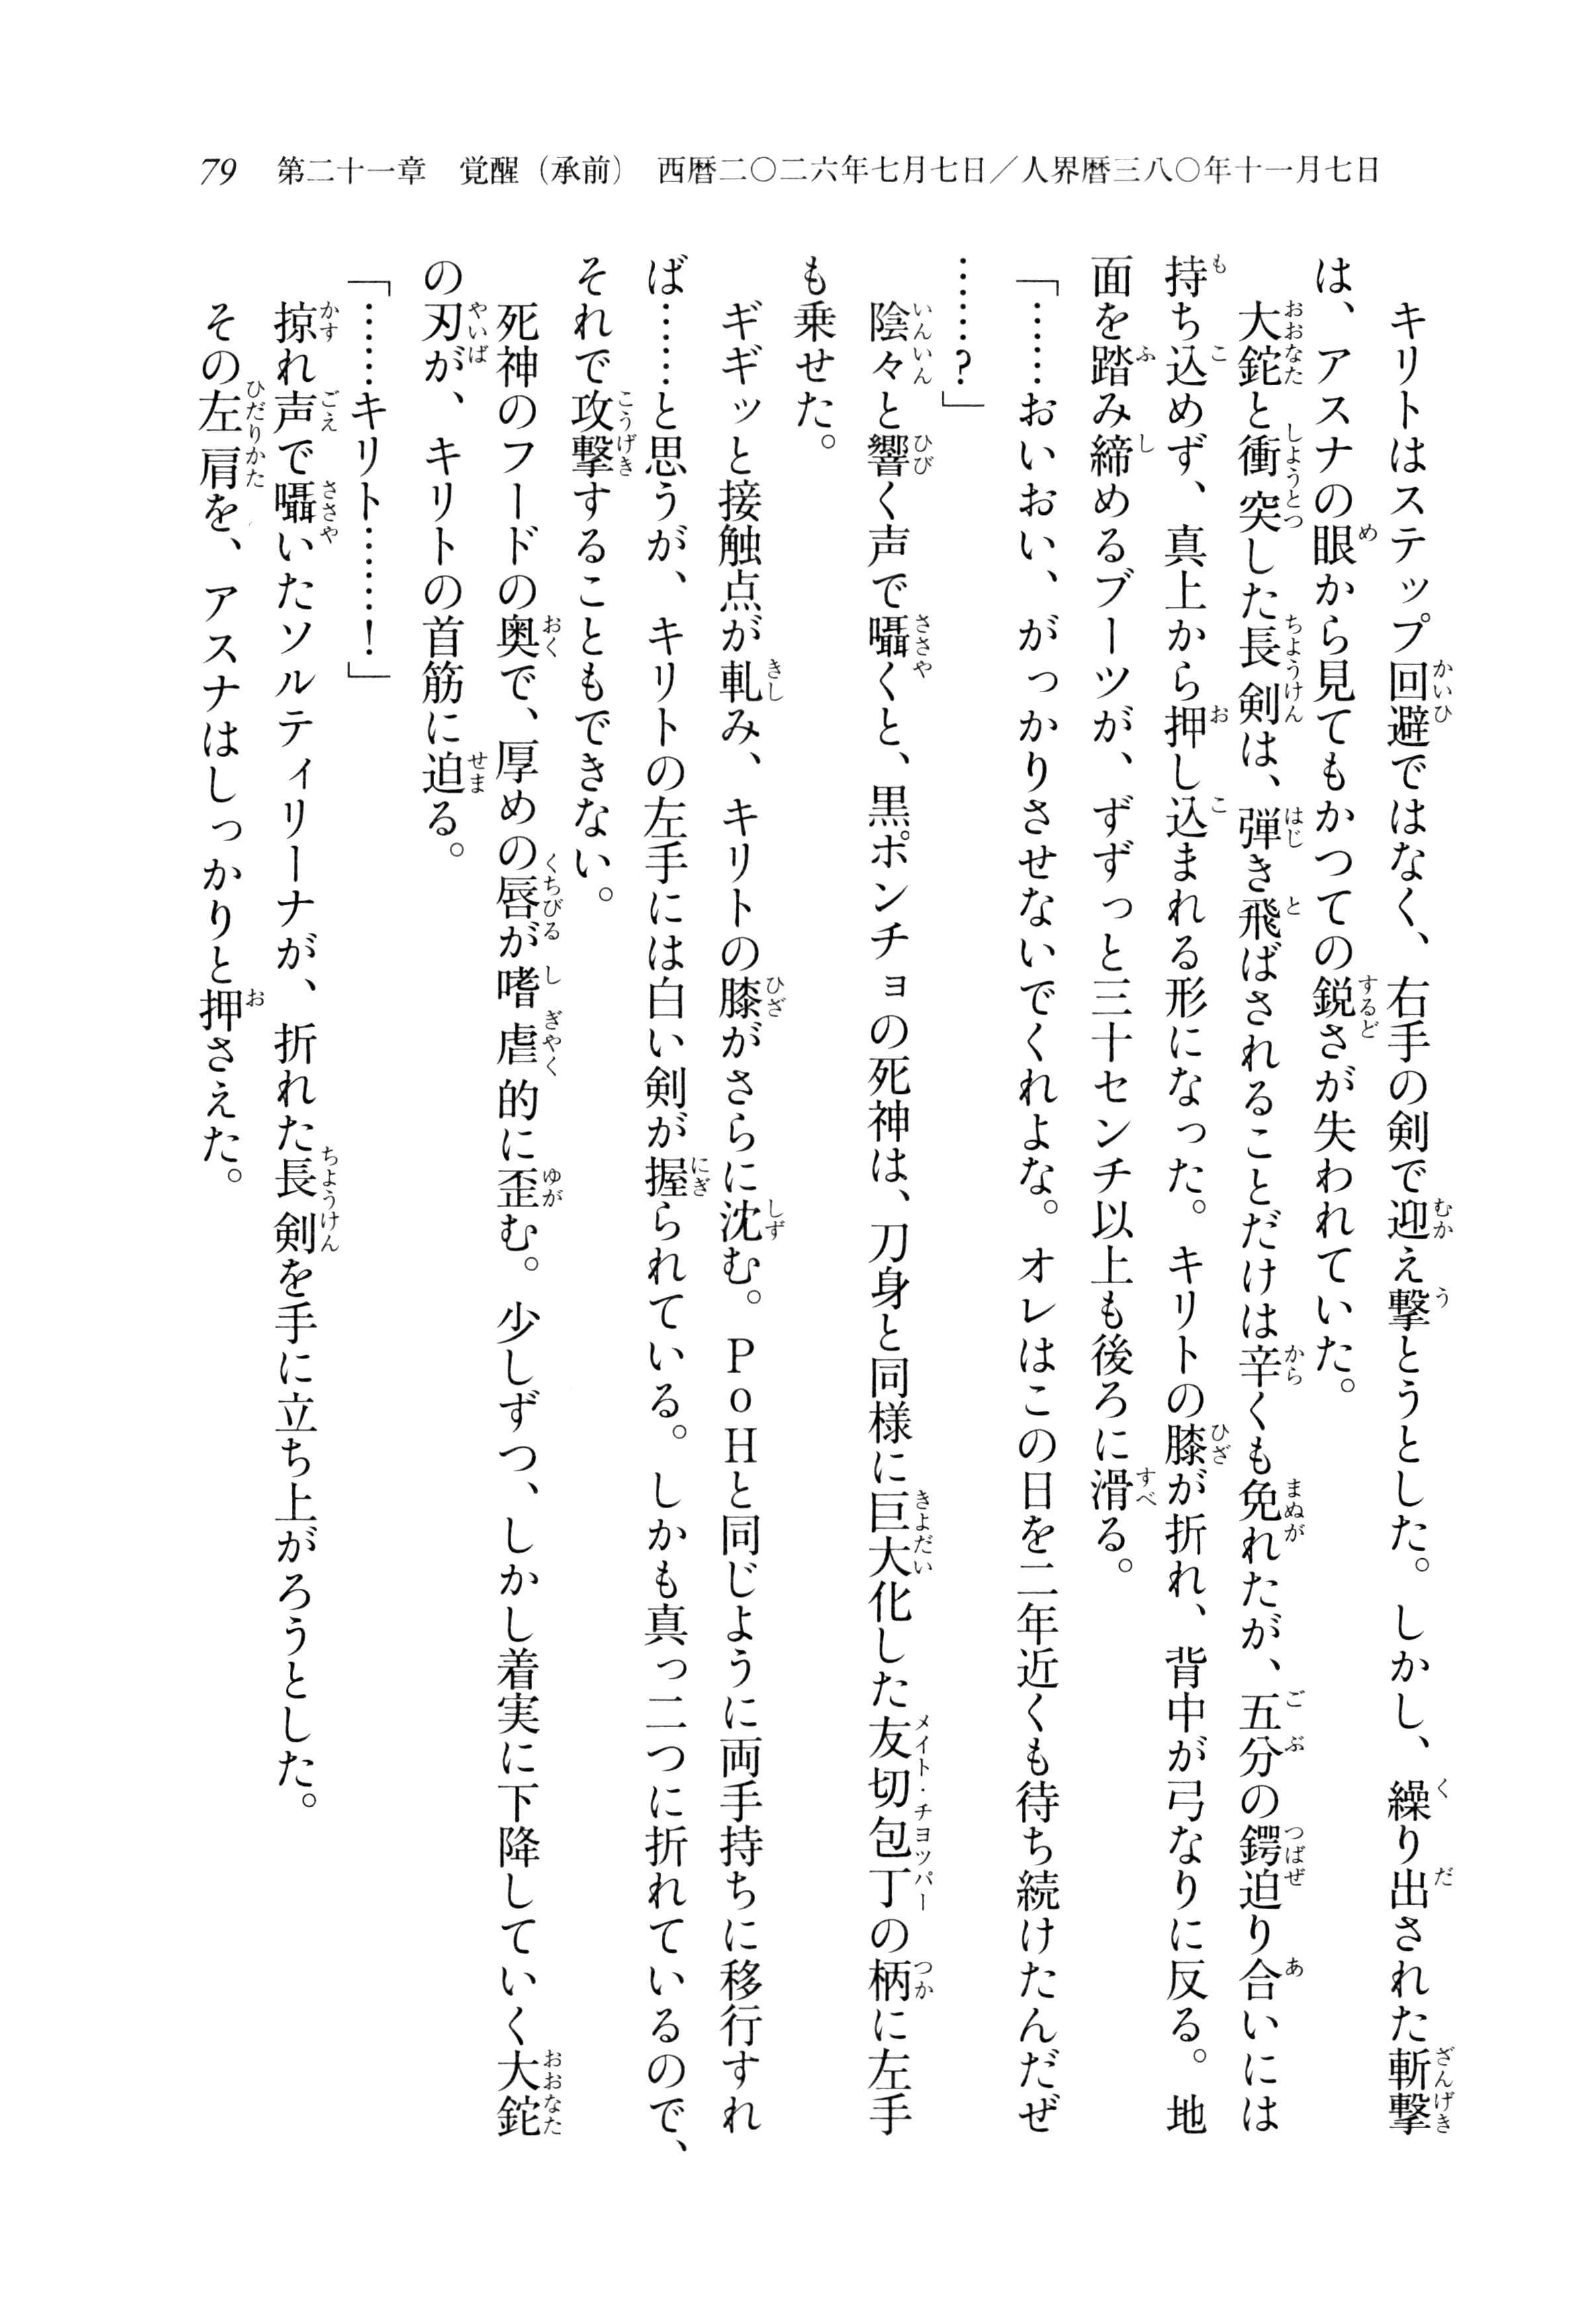 79 第二十一章 覚醒（承前） 西暦二〇二六年七月七日／人界暦三八〇年十一月七日
　キリトはステップ回避ではなく、右手の剣で迎え撃とうとした。しかし、繰り出された斬撃
は、アスナの眼から見てもかつての鋭さが失われていた。
　大鉈と衝突した長剣は、弾き飛ばされることだけは辛くも免れたが、五分の鍔迫り合いには
持ち込めず、真上から押し込まれる形になった。キリトの膝が折れ、背中が弓なりに反る。地
面を踏み締めるブーツが、ずずっと三十センチ以上も後ろに滑る。
「……おいおい、がっかりさせないでくれよな。オレはこの日を二年近くも待ち続けたんだぜ
……?」
　陰々と響く声で囁くと、黒ポンチョの死神は、刀身と同様に巨大化した友切包丁の柄に左手
も乗せた。
　ギギッと接触点が軋み、キリトの膝がさらに沈む。ＰｏＨと同じように両手持ちに移行すれ
ば……と思うが、キリトの左手には白い剣が握られている。しかも真っ二つに折れているので、
それで攻撃することもできない。
　死神のフードの奥で、厚めの唇が嗜虐的に歪む。少しずつ、しかし着実に下降していく大鉈
の刃が、キリトの首筋に迫る。
「……キリト……！」
　掠れ声で囁いたソルティリーナが、折れた長剣を手に立ち上がろうとした。
　その左肩を、アスナはしっかりと押さえた。